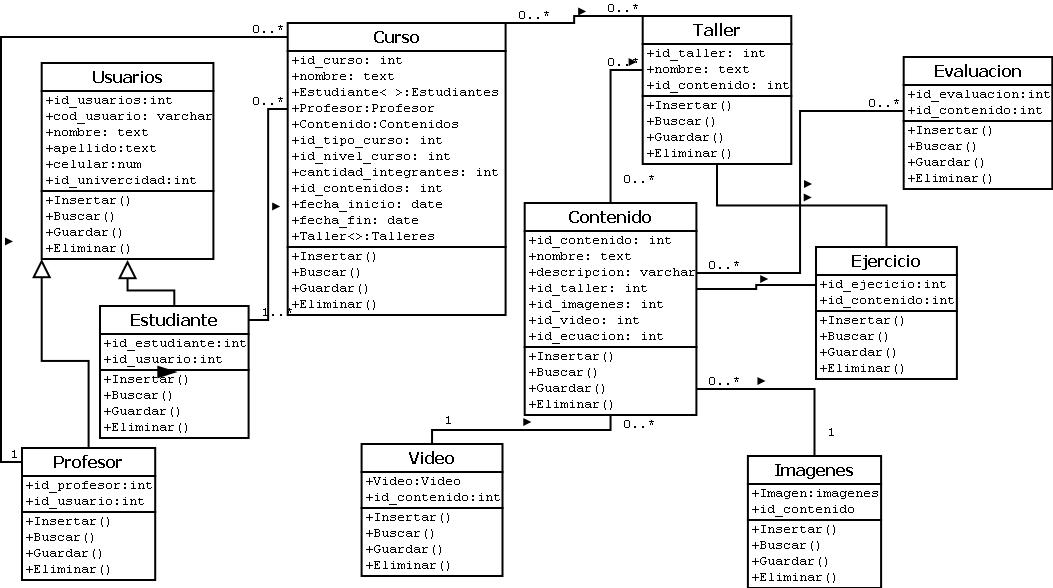 Usuarios
+id_usuarios:int
+cod_usuario: varchar
+nombre: text
+apellido:text
+celular:num
+id_univercidad:int
+Insertar()
+Buscar()
+Guardar()
+Eliminar()
0..*
0..*
1..*
1
Curso
+id_curso: int
+nombre: text
+Estudiante< >:Estudiantes
+Profesor:Profesor
+Contenido:Contenidos
+id_tipo_curso: int
+id_nivel_curso: int
+cantidad_integrantes: int
+id_contenidos: int
+fecha_inicio: date
+fecha_fin: date
+Taller<>:Talleres
+Insertar()
+Buscar()
+Guardar()
+Eliminar()
0..*
0..*
0..*
Taller
+id_taller: int
+nombre: text
+id_contenido: int
+Insertar()
+Buscar()
+Guardar()
+Eliminar()
0..*
Evaluacion
+id_evaluacion:int
+id_contenido:int
+Insertar()
+Buscar()
+Guardar()
+Eliminar()
0..*
Contenido
+id_contenido: int
+nombre: text
+descripcion: varchar
+id_taller: int
+id_imagenes: int
+id_video: int
+id_ecuacion: int
+Insertar()
+Buscar()
+Guardar()
+Eliminar()
0..*
Ejercicio
+id_ejecicio:int
+id_contenido:int
+Insertar()
+Buscar()
+Guardar()
+Eliminar()
Estudiante
+id_estudiante:int
+id_usuario:int
+Insertar()
+Buscar()
+Guardar()
+Eliminar()
Profesor
+id_profesor:int
+id_usuario:int
+Insertar()
+Buscar()
+Guardar()
+Eliminar()
1
0..*
Video
+Video:Video
+id_contenido:int
+Insertar()
+Buscar()
+Guardar()
+Eliminar()
0..*
1
Imagenes
+Imagen:imagenes
+id_contenido
+Insertar()
+Buscar()
+Guardar()
+Eliminar()